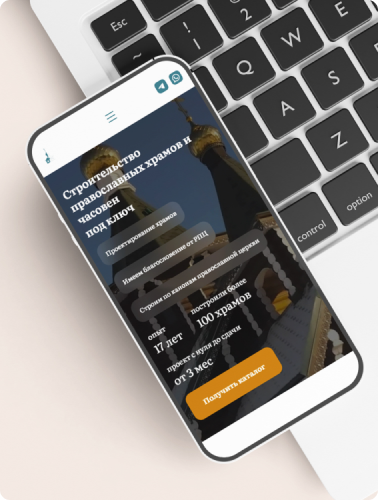 Esc
~
!
1
2
Q
W
E
A
S
Z
control
option
Строительство
православных храмов и
часовен
под ключ
Проектирование храмов
Имеем благословение от РПЦ
Строим по канонам православной церкви
опыт
17 лет
построили более
100 храмов
проект с нуля до сдачи
от 3 мес
Получить каталог